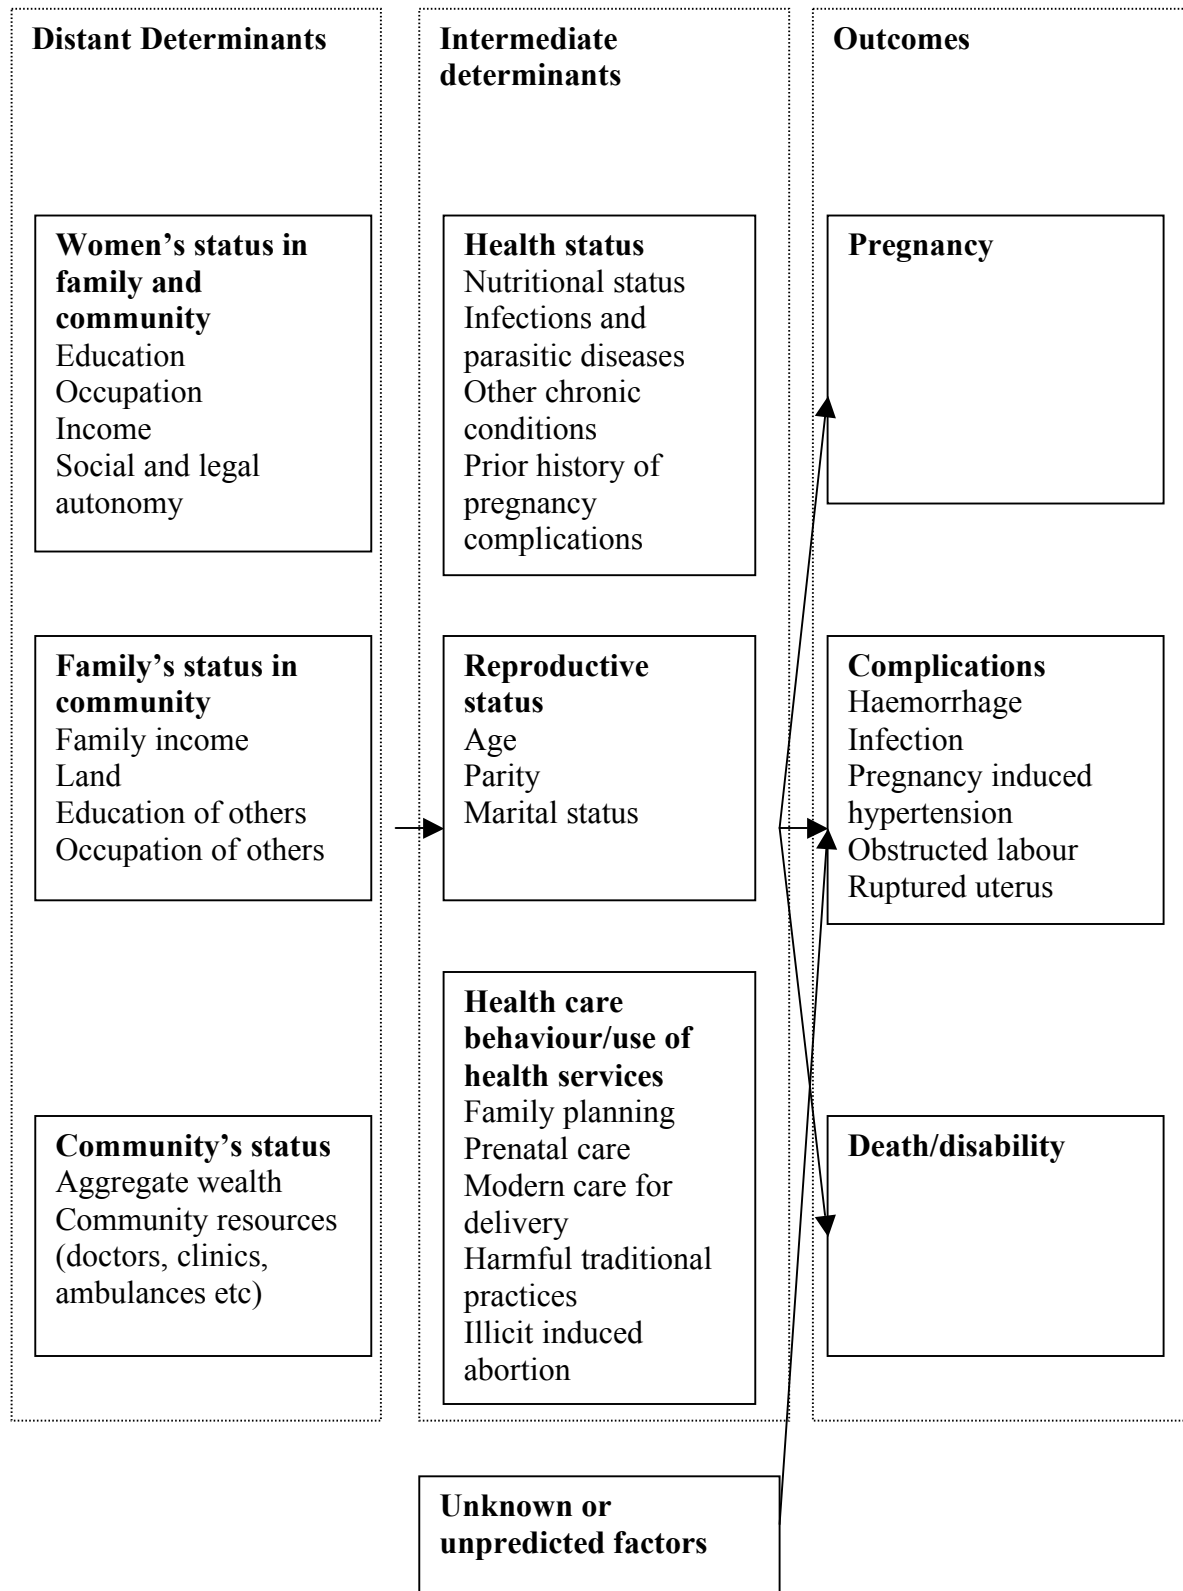 Distant Determinants
Women’s status in
family and
community
Education
Occupation
Income
Social and legal
autonomy
Family’s status in
community
Family income
Land
Education of others
Occupation of others
Community’s status
Aggregate wealth
Community resources
(doctors, clinics,
ambulances etc)
Intermediate
determinants
Health status
Nutritional status
Infections and
parasitic diseases
Other chronic
conditions
Prior history of
pregnancy
complications
Reproductive
status
Age
Parity
Marital status
Health care
behaviour/use of
health services
Family planning
Prenatal care
Modern care for
delivery
Harmful traditional
practices
Illicit induced
abortion
Unknown or
unpredicted factors
Outcomes
Pregnancy
Complications
Haemorrhage
Infection
Pregnancy induced
hypertension
Obstructed labour
Ruptured uterus
Death/disability